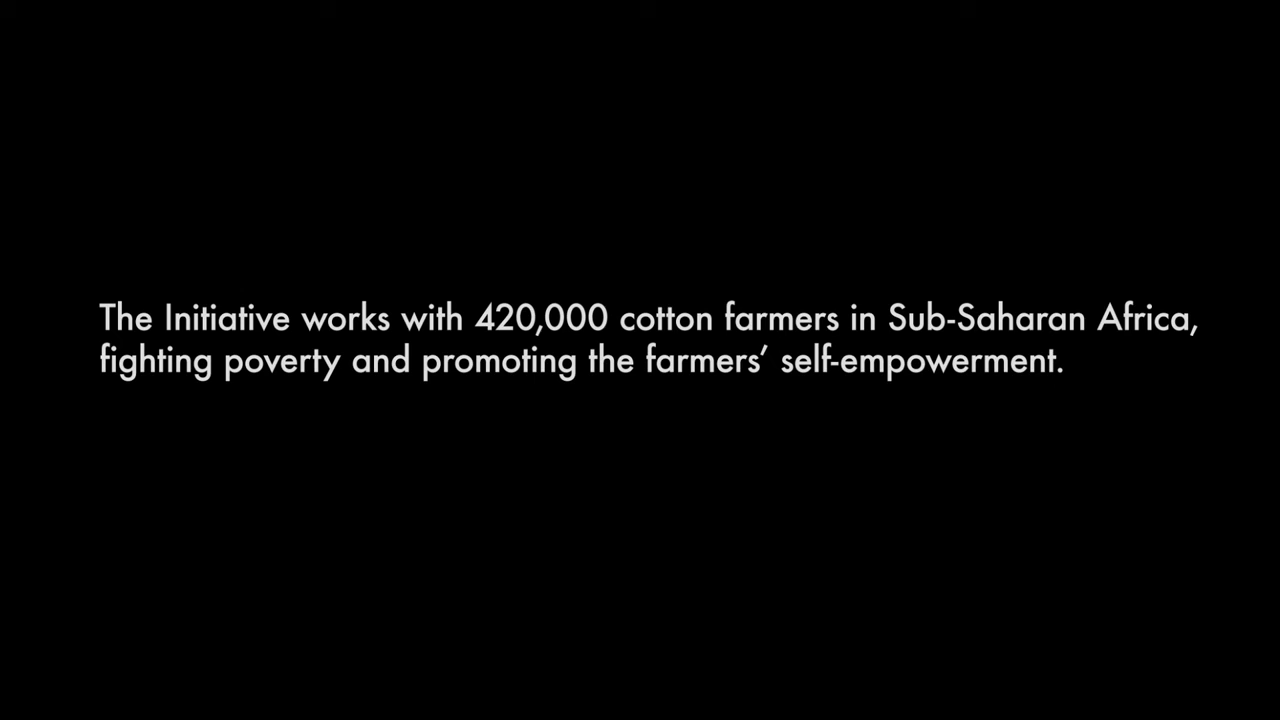 The Initiative works with 420,000 cotton farmers in Sub-Saharan Africa,
fighting poverty and promoting the farmers’ self-empowerment.